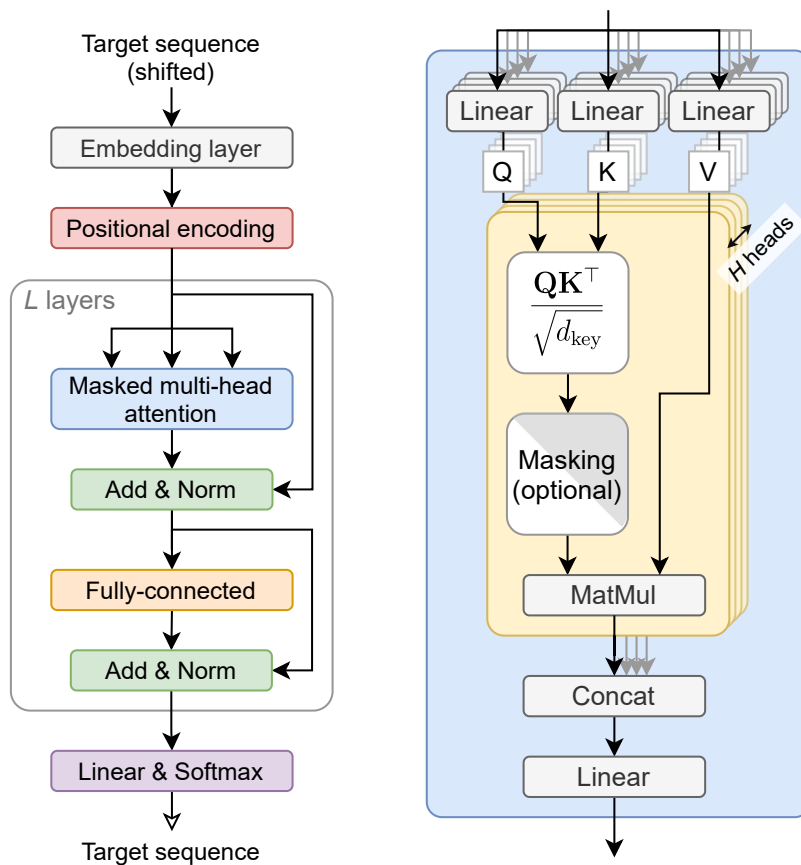 Target sequence
(shifted)
Embedding layer
Positional encoding
L layers
Masked multi-head
attention
Add & Norm
Fully-connected
Add & Norm
Linear & Softmax
Target sequence
Linear
Linear
Linear
Q
K
V
H heads
QK⊤
√dkey
Masking
(optional)
MatMul
Concat
Linear